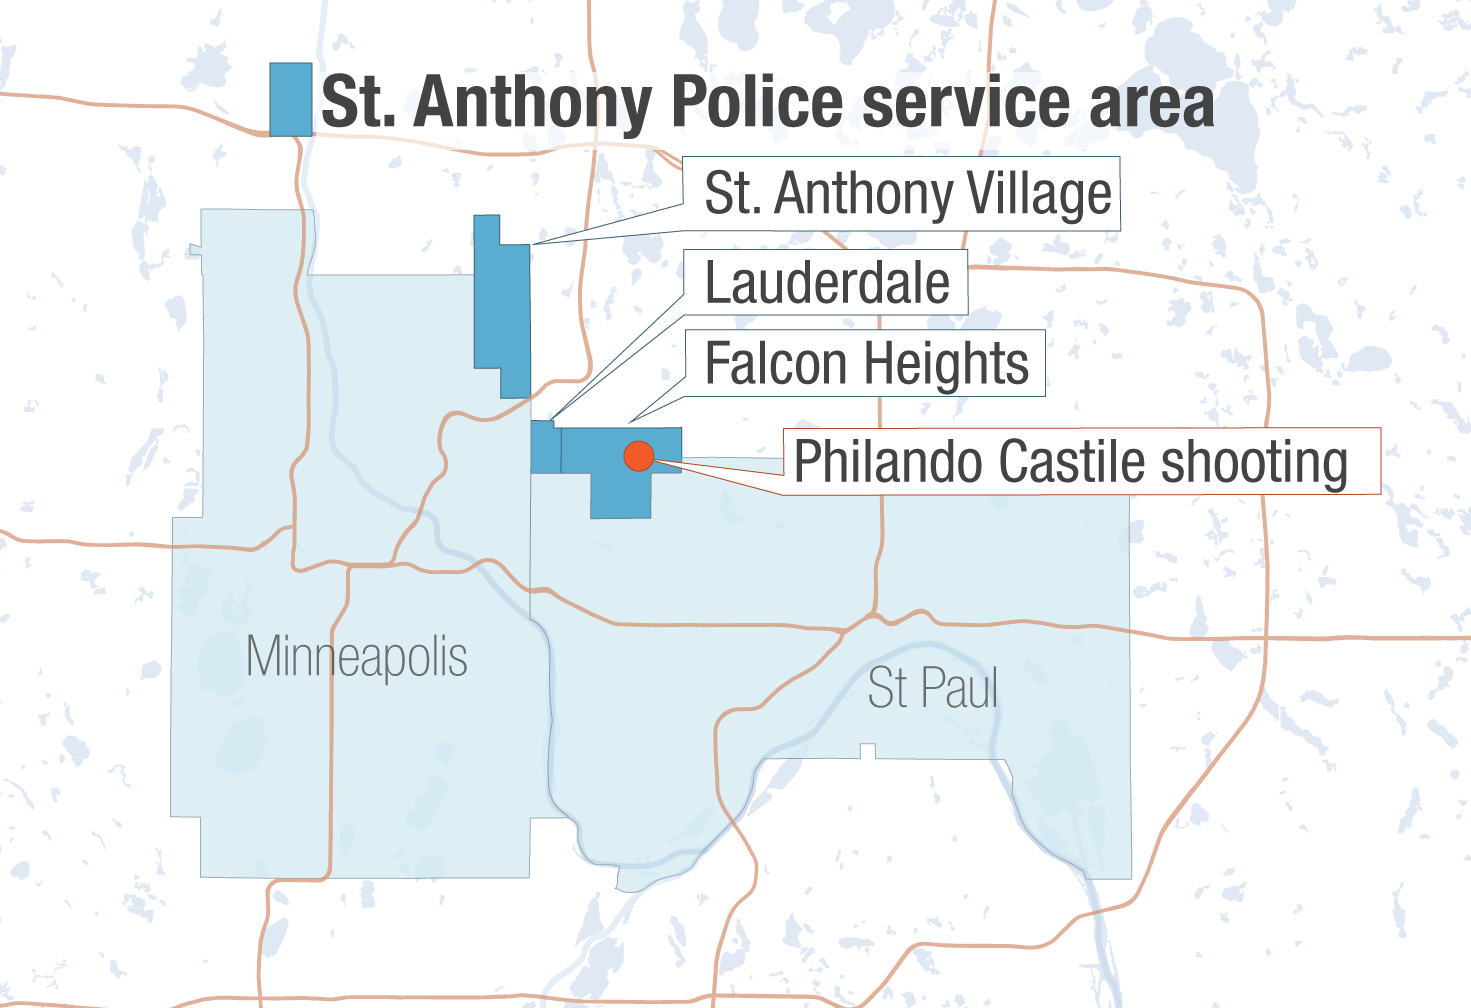 St. Anthony Police service area
St. Anthony Village
Lauderdale
Falcon Heights
Philando Castile shooting
Minneapolis
St Paul